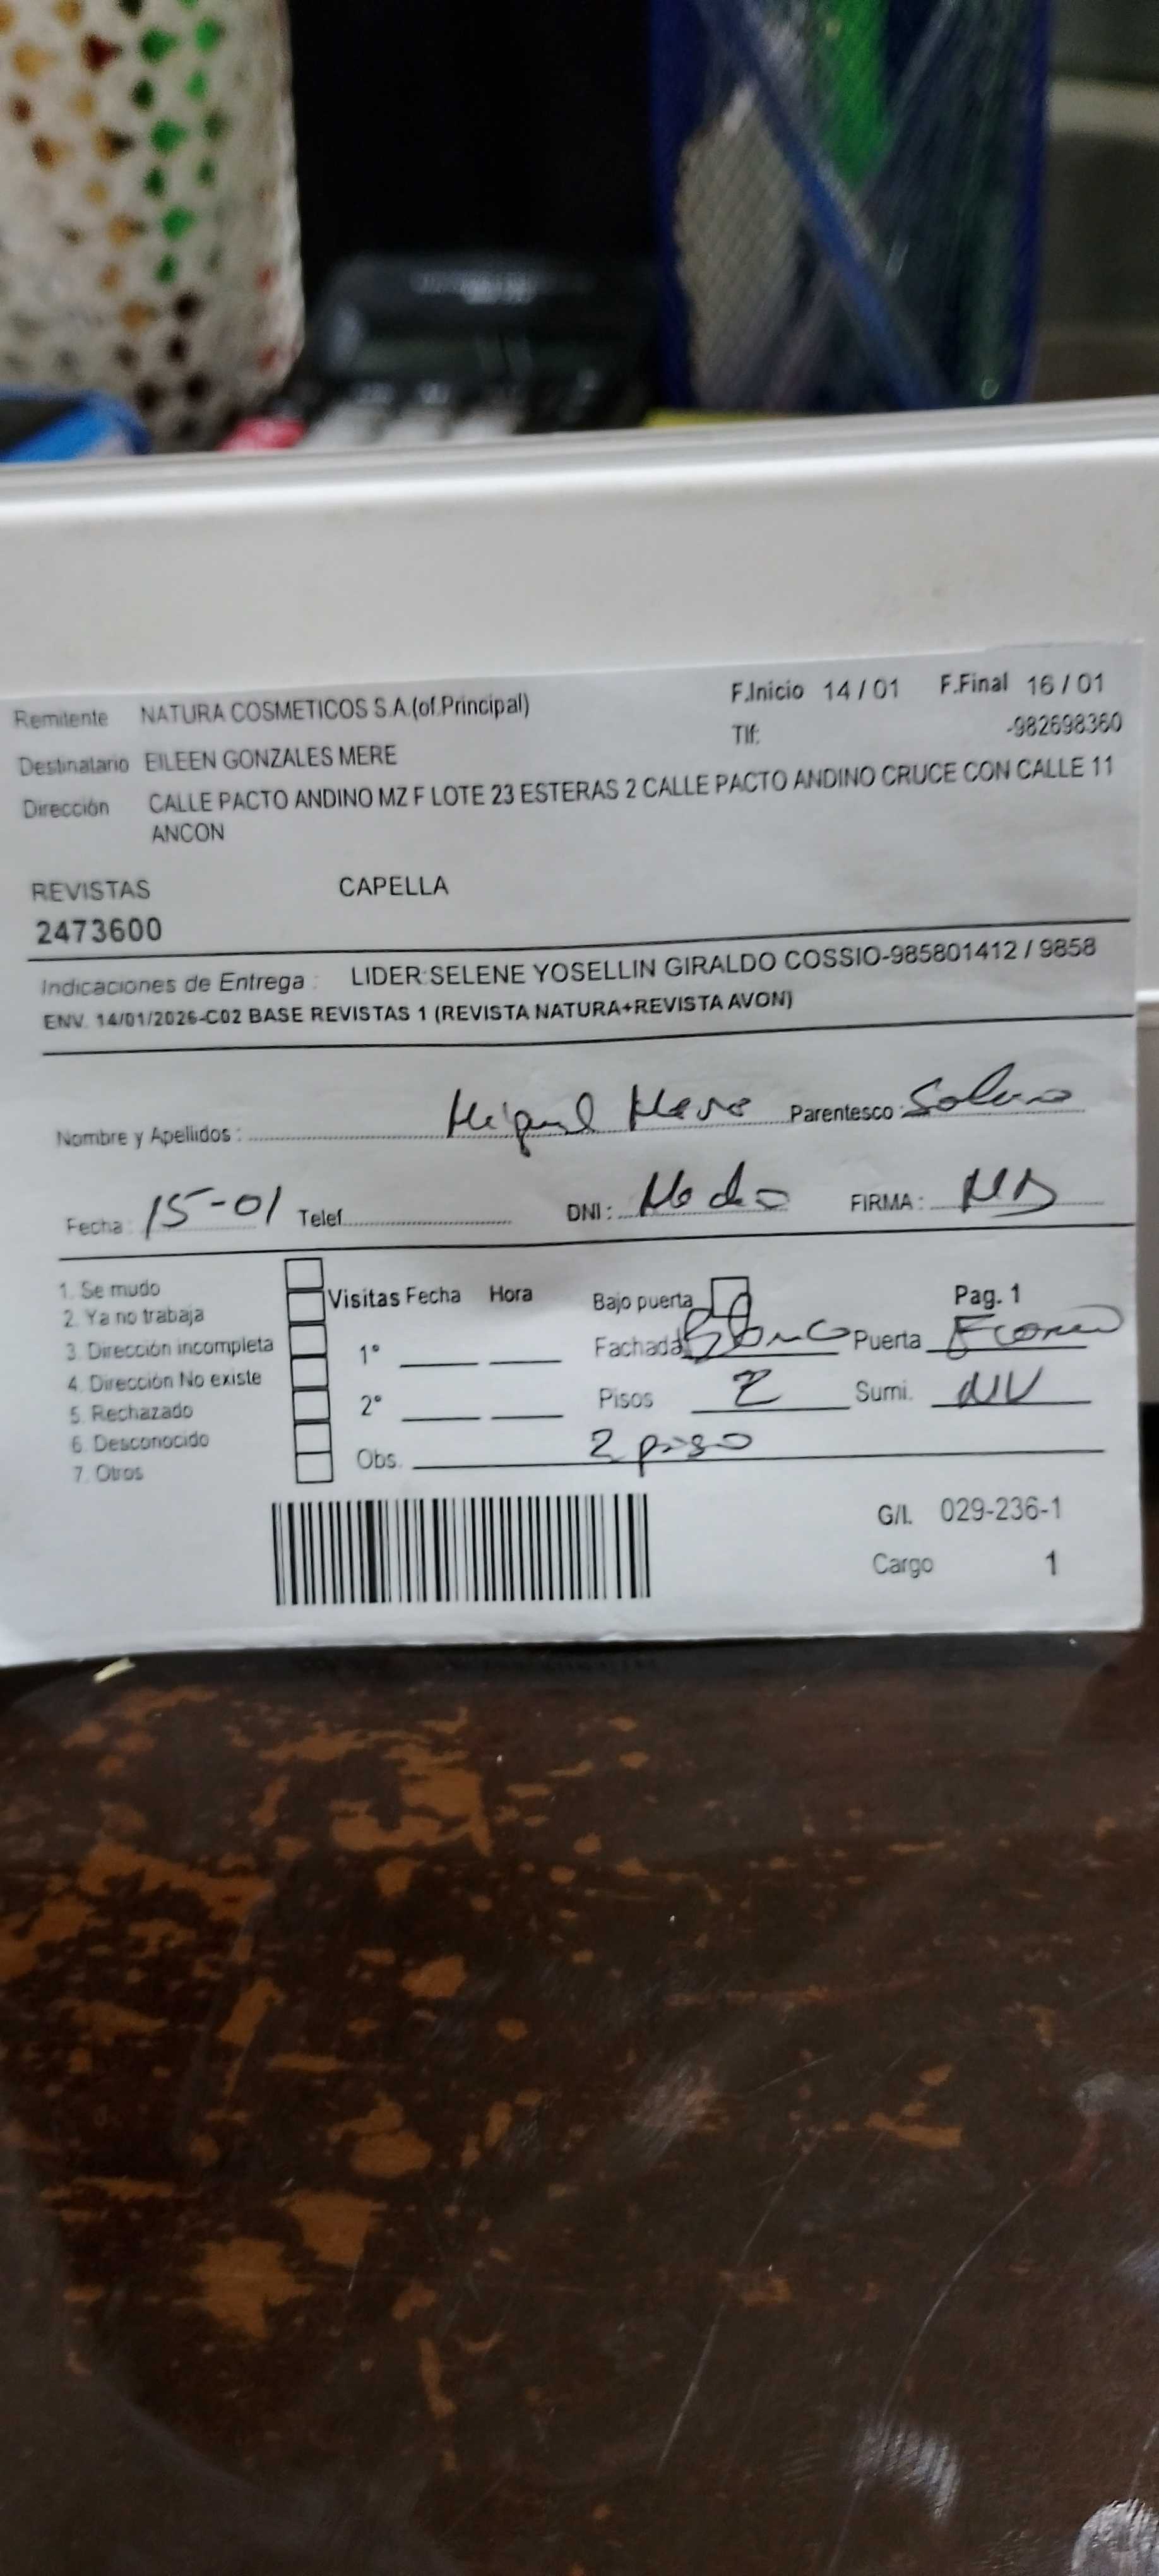 Remitente NATURA COSMETICOS S.A.(of.Principal) F.Inicio 14 / 01 F.Final 16 / 01
Destinatario EILEEN GONZALES MERE Tlf: -982698360
Dirección CALLE PACTO ANDINO MZ F LOTE 23 ESTERAS 2 CALLE PACTO ANDINO CRUCE CON CALLE 11
ANCON
REVISTAS CAPELLA
2473600
Indicaciones de Entrega : LIDER:SELENE YOSELLIN GIRALDO COSSIO-985801412 / 9858
ENV. 14/01/2026-C02 BASE REVISTAS 1 (REVISTA NATURA+REVISTA AVON)
Nombre y Apellidos : Miguel Mere Parentesco :
Fecha : 15-01 Telef. DNI : FIRMA :
1. Se mudo
2. Ya no trabaja
3. Dirección incompleta
4. Dirección No existe
5. Rechazado
6. Desconocido
7. Otros
Visitas Fecha Hora Bajo puerta Pag. 1
1° Fachada Blanco Puerta
2° Pisos 2 Sumi. NV
Obs. 2 piso
G/I. 029-236-1
Cargo 1